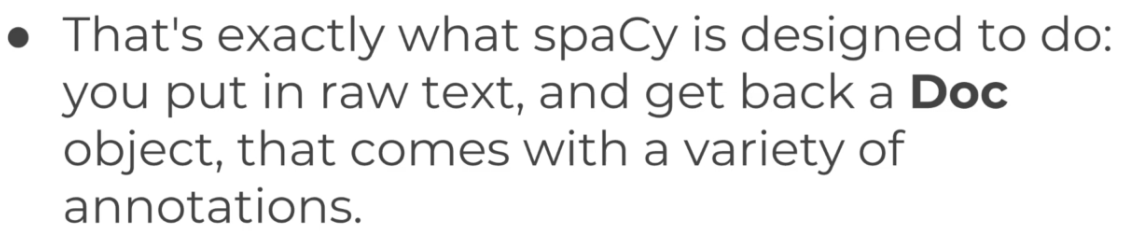 ● That's exactly what spaCy is designed to do:
you put in raw text, and get back a Doc
object, that comes with a variety of
annotations.